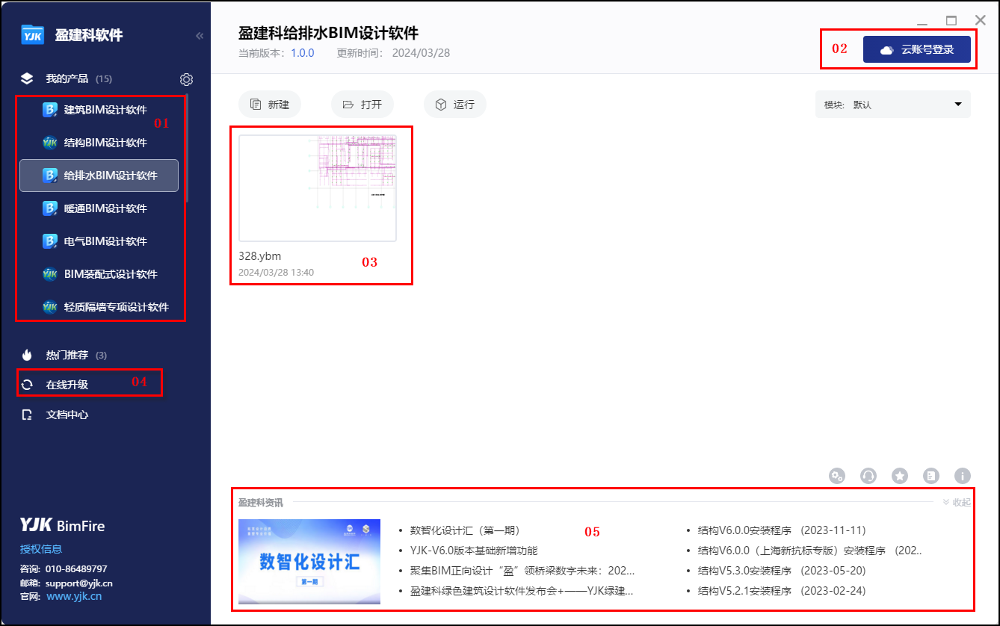 YJK 盈建科软件 «
我的产品 (15)
建筑BIM设计软件
01
结构BIM设计软件
给排水BIM设计软件
暖通BIM设计软件
电气BIM设计软件
BIM装配式设计软件
轻质隔墙专项设计软件
热门推荐 (3)
在线升级 04
文档中心
YJK BimFire
授权信息
咨询: 010-86489797
邮箱: support@yjk.cn
官网: www.yjk.cn
盈建科给排水BIM设计软件
当前版本: 1.0.0 更新时间: 2024/03/28
02 云账号登录
新建 打开 运行
模块: 默认
328.ybm
03
2024/03/28 13:40
盈建科资讯 收起
数智化设计汇
第一期
05
• 数智化设计汇（第一期）
• YJK-V6.0版本基础新增功能
• 聚集BIM正向设计“盈”领桥梁数字未来：202...
• 盈建科绿色建筑设计软件发布会+——YJK绿建...
• 结构V6.0.0安装程序 (2023-11-11)
• 结构V6.0.0（上海新抗标专版）安装程序 (202..
• 结构V5.3.0安装程序 (2023-05-20)
• 结构V5.2.1安装程序 (2023-02-24)